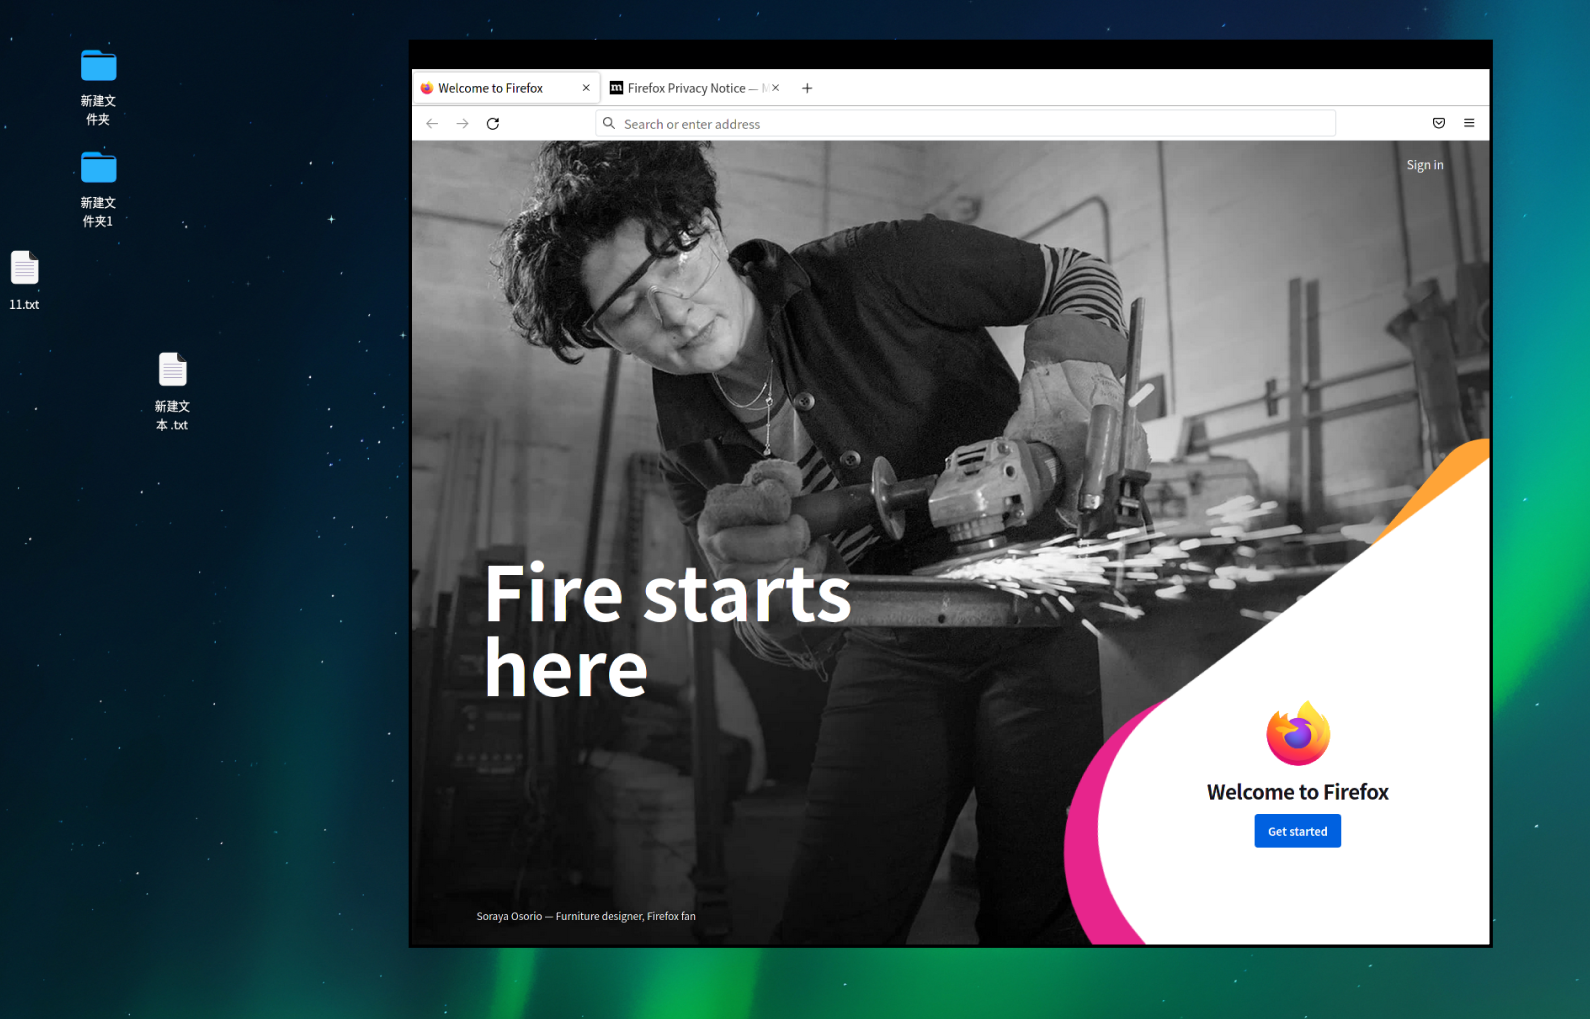 新建文
件夹
新建文
件夹1
11.txt
新建文
本 .txt
Welcome to Firefox
Firefox Privacy Notice —
Search or enter address
Sign in
Fire starts
here
Welcome to Firefox
Get started
Soraya Osorio — Furniture designer, Firefox fan